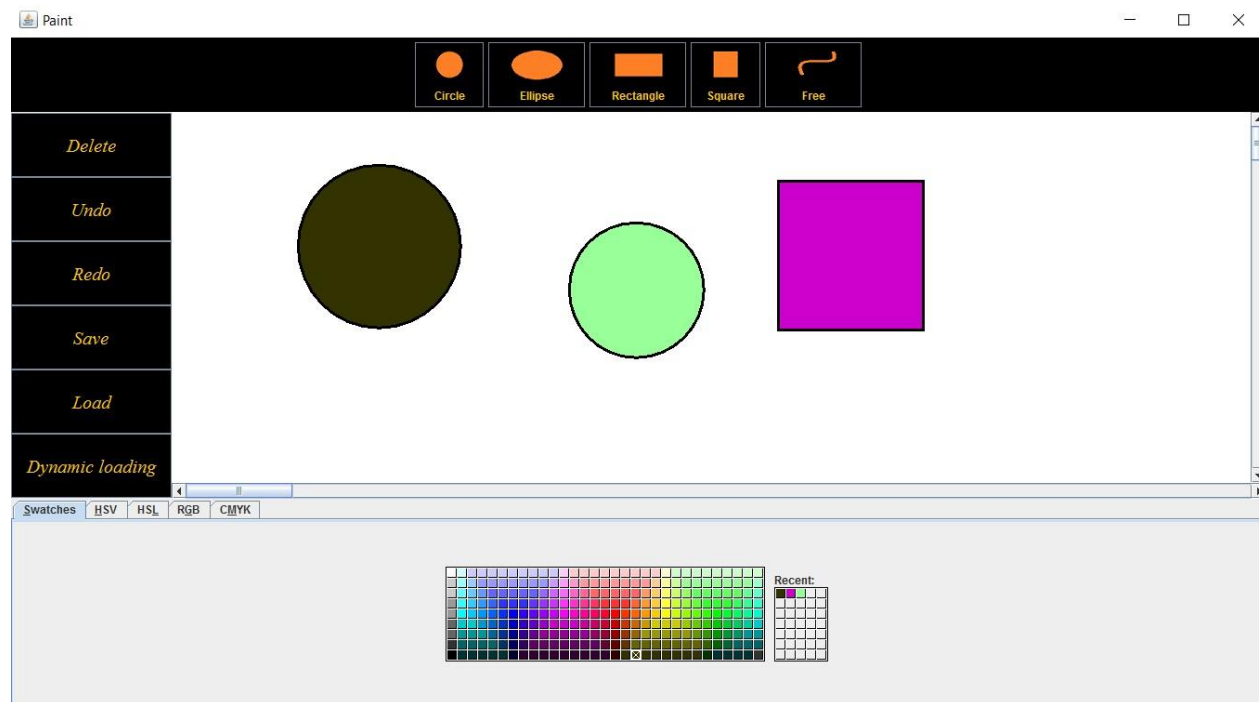 Paint
Circle
Ellipse
Rectangle
Square
Free
Delete
Undo
Redo
Save
Load
Dynamic loading
Swatches
HSV
HSL
RGB
CMYK
Recent: